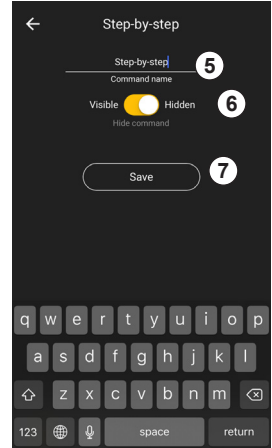 Step-by-step
Step-by-step 5
Command name
Visible Hidden 6
Hide command
Save 7
q w e r t y u i o p
a s d f g h j k l
z x c v b n m
123 space return